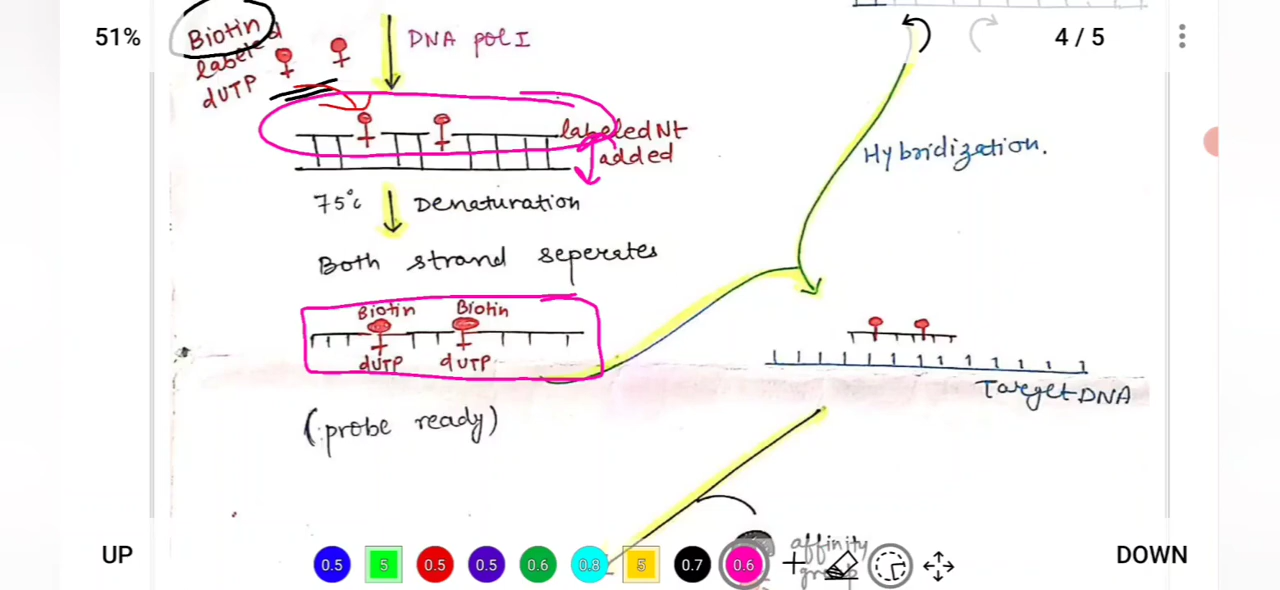 51%
4 / 5
Biotin
labeled
dUTP
DNA pol I
labeled Nt
added
75°c
Denaturation
Both strand seperates
Biotin
Biotin
dUTP
dUTP
(probe ready)
Hybridization.
Target DNA
affinity
UP
0.5
5
0.5
0.5
0.6
0.8
5
0.7
0.6
DOWN